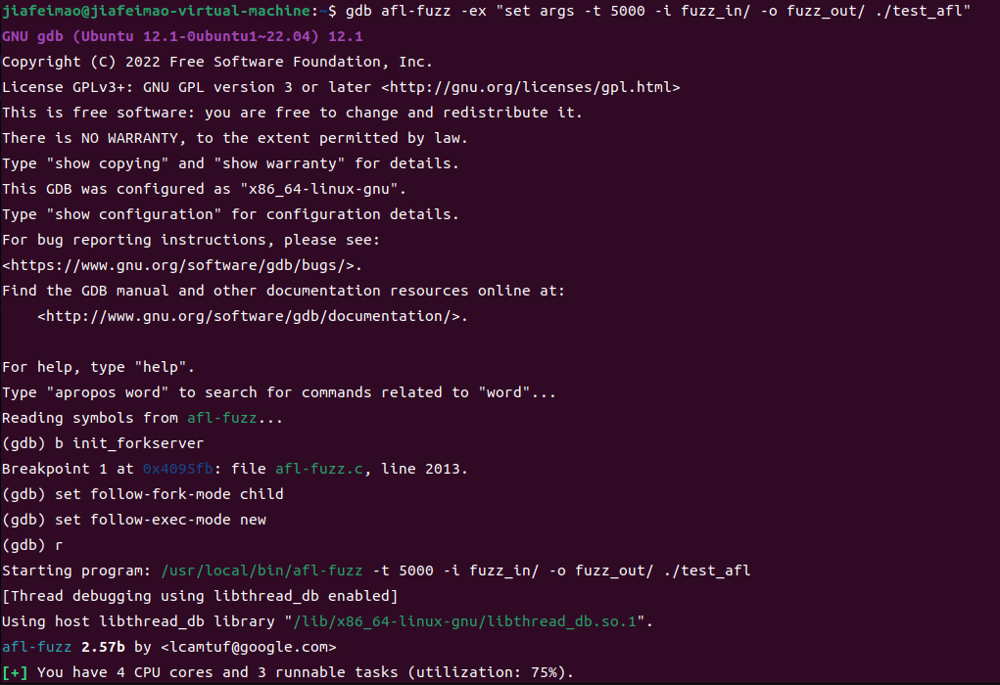 jiafeimao@jiafeimao-virtual-machine:~$ gdb afl-fuzz -ex "set args -t 5000 -i fuzz_in/ -o fuzz_out/ ./test_afl"
GNU gdb (Ubuntu 12.1-0ubuntu1~22.04) 12.1
Copyright (C) 2022 Free Software Foundation, Inc.
License GPLv3+: GNU GPL version 3 or later <http://gnu.org/licenses/gpl.html>
This is free software: you are free to change and redistribute it.
There is NO WARRANTY, to the extent permitted by law.
Type "show copying" and "show warranty" for details.
This GDB was configured as "x86_64-linux-gnu".
Type "show configuration" for configuration details.
For bug reporting instructions, please see:
<https://www.gnu.org/software/gdb/bugs/>.
Find the GDB manual and other documentation resources online at:
    <http://www.gnu.org/software/gdb/documentation/>.

For help, type "help".
Type "apropos word" to search for commands related to "word"...
Reading symbols from afl-fuzz...
(gdb) b init_forkserver
Breakpoint 1 at 0x4095fb: file afl-fuzz.c, line 2013.
(gdb) set follow-fork-mode child
(gdb) set follow-exec-mode new
(gdb) r
Starting program: /usr/local/bin/afl-fuzz -t 5000 -i fuzz_in/ -o fuzz_out/ ./test_afl
[Thread debugging using libthread_db enabled]
Using host libthread_db library "/lib/x86_64-linux-gnu/libthread_db.so.1".
afl-fuzz 2.57b by <lcamtuf@google.com>
[+] You have 4 CPU cores and 3 runnable tasks (utilization: 75%).